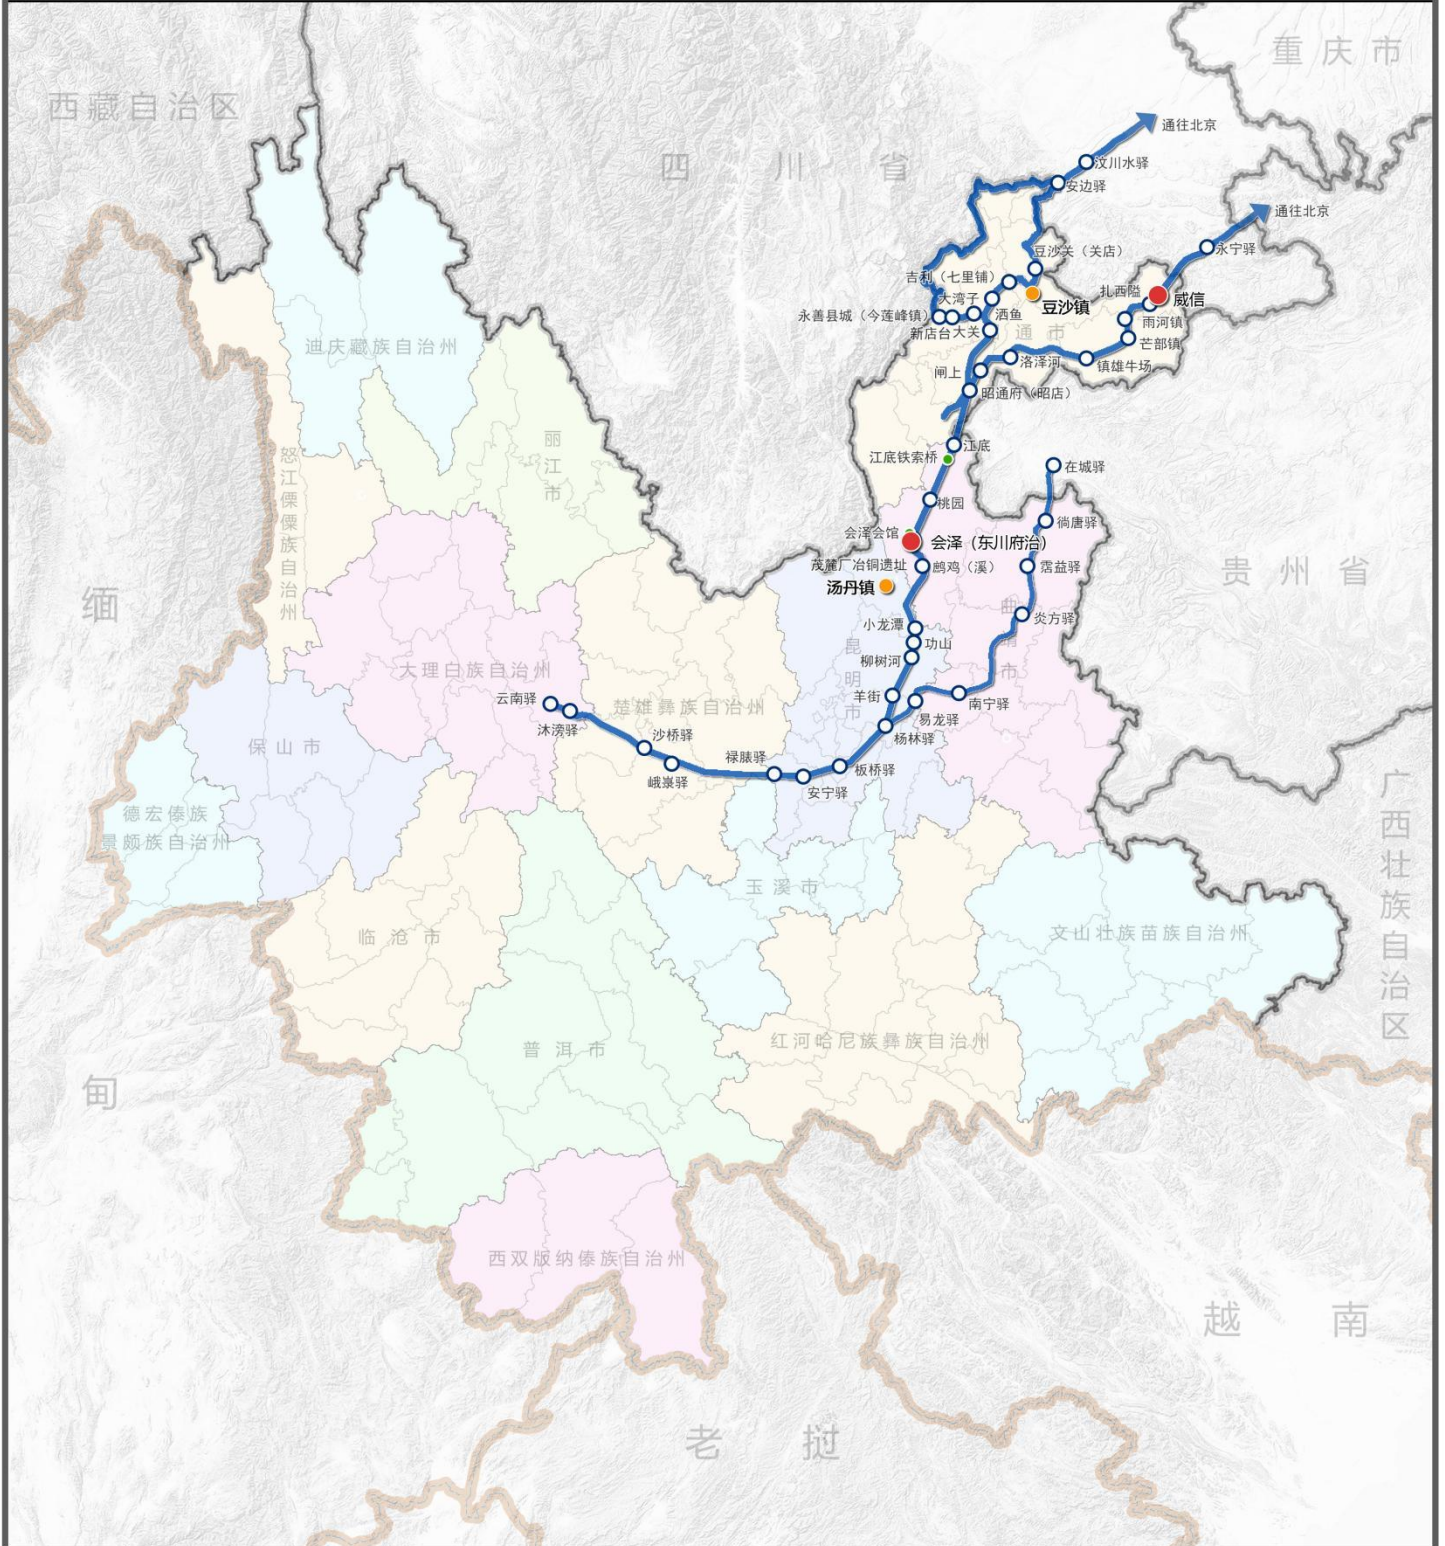 重庆市
西藏自治区
四川省
通往北京
汶川水驿
安边驿
通往北京
永宁驿
豆沙关（关店）
吉利（七里铺）
扎西隘
威信
大湾子
豆沙镇
永善县城（今莲峰镇）
洒鱼
雨河镇
新店台
大关
通市
芒部镇
迪庆藏族自治州
洛泽河
镇雄牛场
闸上
昭通府（昭店）
丽江市
江底
江底铁索桥
在城驿
怒江傈僳族自治州
桃园
徜唐驿
会泽会馆
会泽（东川府治）
茂麓厂冶铜遗址
鹧鸡（溪）
霑益驿
贵州省
汤丹镇
缅甸
曲靖市
炎方驿
小龙潭
功山
昆明市
柳树河
大理白族自治州
羊街
云南驿
楚雄彝族自治州
南宁驿
易龙驿
沐滂驿
沙桥驿
杨林驿
保山市
禄脿驿
板桥驿
峨崀驿
安宁驿
广西壮族自治区
德宏傣族
景颇族自治州
玉溪市
临沧市
文山壮族苗族自治州
红河哈尼族彝族自治州
普洱市
西双版纳傣族自治州
越南
老挝